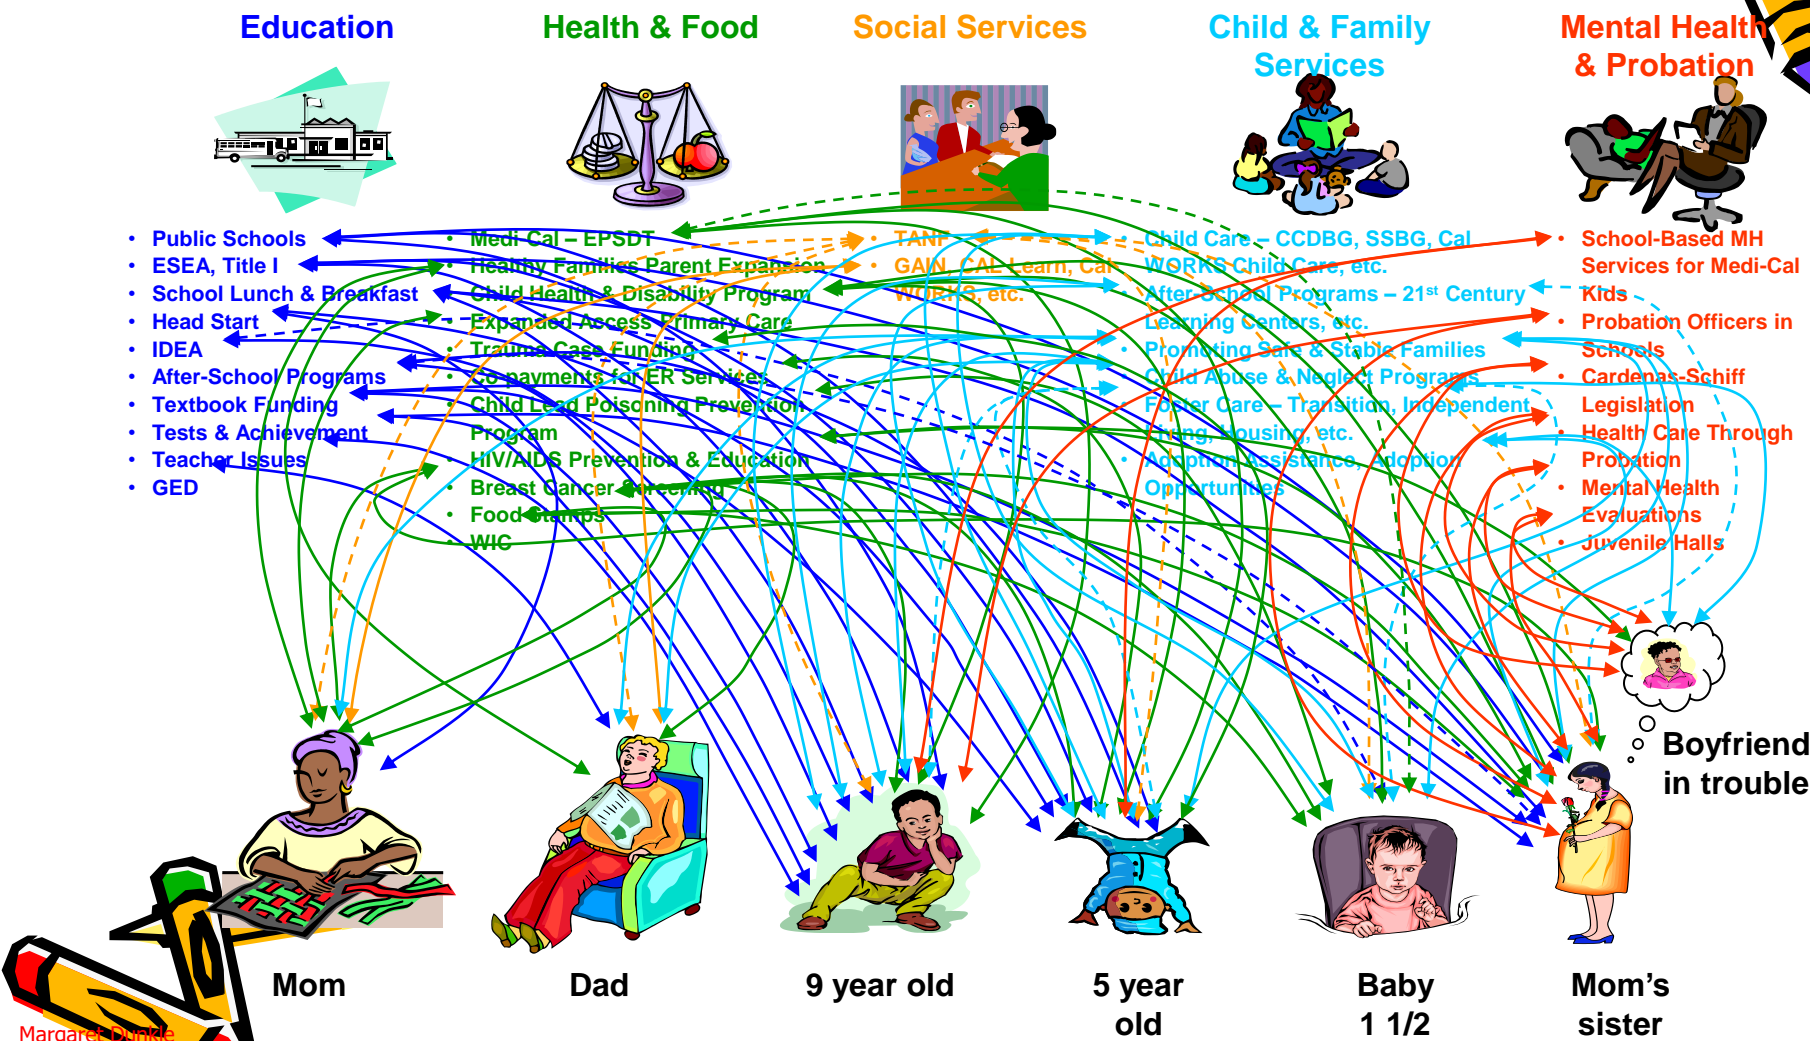 Education
Health & Food
Social Services
Child & Family
Services
Mental Health
& Probation
• Public Schools
• ESEA, Title I
• School Lunch & Breakfast
• Head Start
• IDEA
• After-School Programs
• Textbook Funding
• Tests & Achievement
• Teacher Issues
• GED
• Medi-Cal – EPSDT
• Healthy Families Parent Expansion
• Child Health & Disability Program
• Expanded Access Primary Care
• Trauma Case Funding
• Co-payments for ER Services
• Child Lead Poisoning Prevention
Program
• HIV/AIDS Prevention & Education
• Breast Cancer Screening
• Food Stamps
• WIC
• TANF
• GAIN, CAL Learn, Cal
WORKS, etc.
• Child Care – CCDBG, SSBG, Cal
WORKS Child Care, etc.
• After-School Programs – 21st Century
Learning Centers, etc.
• Promoting Safe & Stable Families
• Child Abuse & Neglect Programs
• Foster Care – Transition, Independent
Living, Housing, etc.
• Adoption Assistance, Adoption
Opportunities
• School-Based MH
Services for Medi-Cal
Kids
• Probation Officers in
Schools
• Cardenas-Schiff
Legislation
• Health Care Through
Probation
• Mental Health
Evaluations
• Juvenile Halls
Boyfriend
in trouble
Mom
Dad
9 year old
5 year
old
Baby
1 1/2
Mom’s
sister
Margaret Dunkle